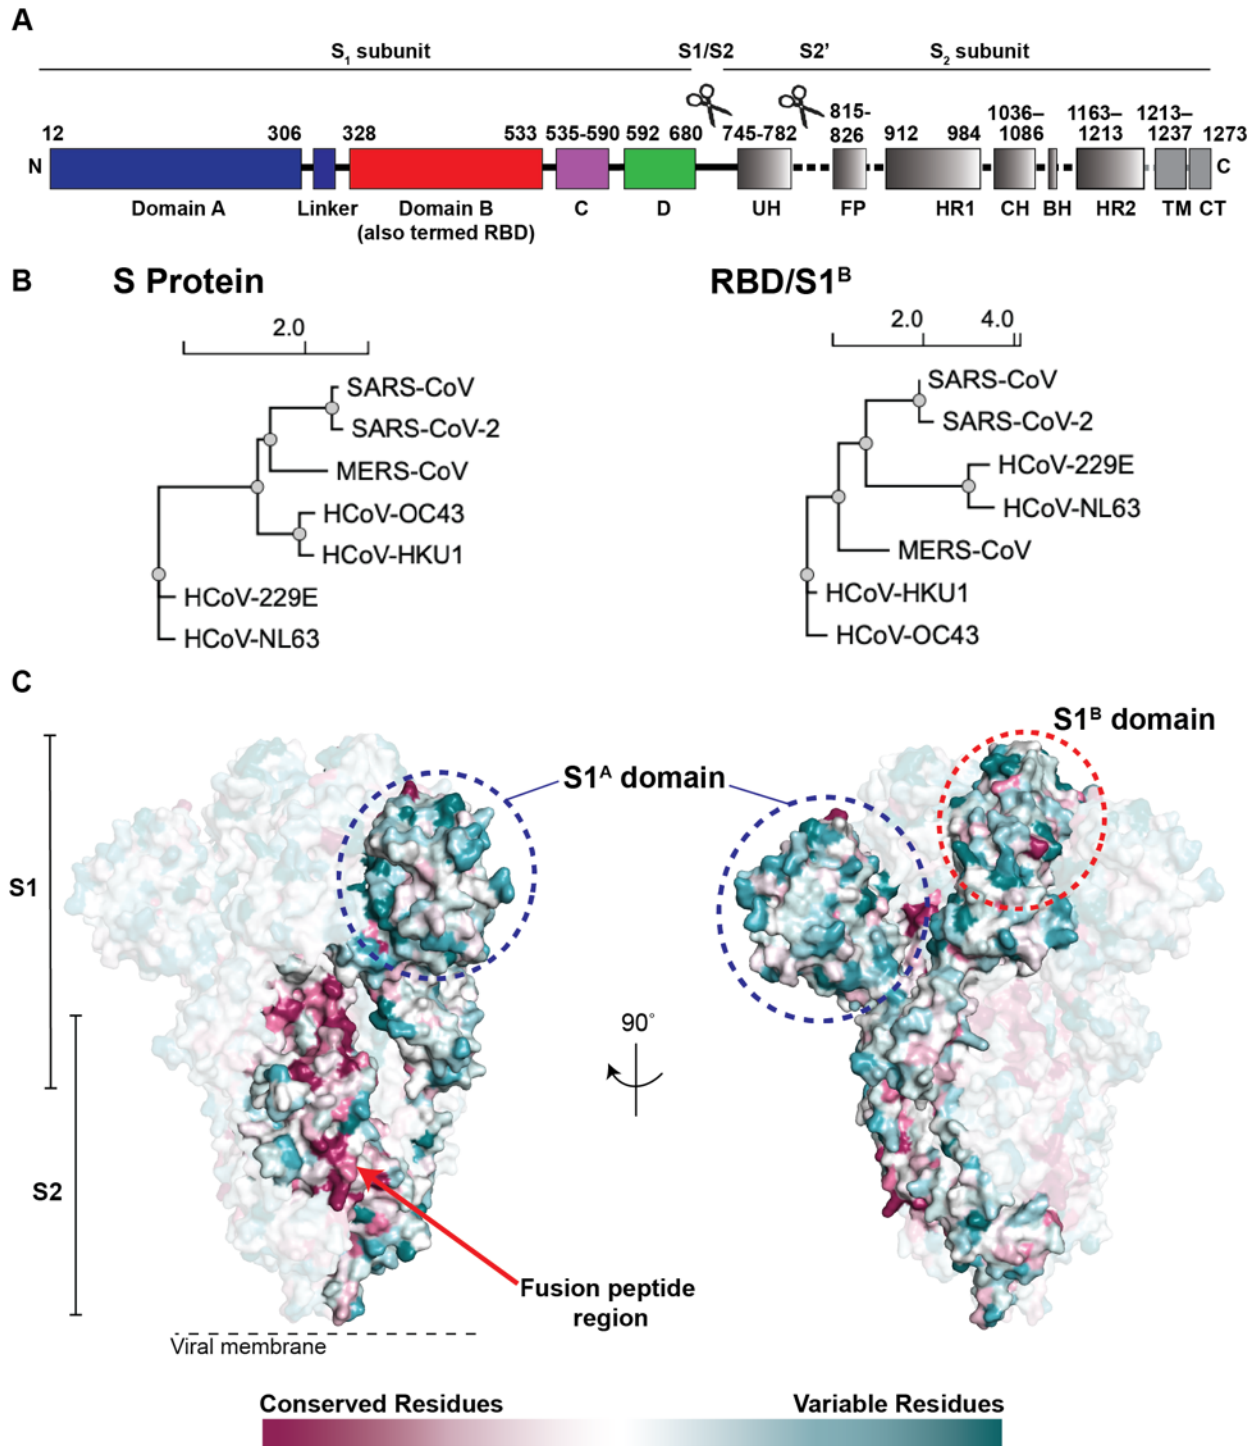 A
S1 subunit
S1/S2
S2’
S2 subunit
12
306
328
533
535-590
592
680
745-782
815-
826
912
984
1036–
1086
1163–
1213
1213–
1237
1273
N
C
Domain A
Linker
Domain B
(also termed RBD)
C
D
UH
FP
HR1
CH
BH
HR2
TM
CT
B
S Protein
2.0
SARS-CoV
SARS-CoV-2
MERS-CoV
HCoV-OC43
HCoV-HKU1
HCoV-229E
HCoV-NL63
RBD/S1B
2.0
4.0
SARS-CoV
SARS-CoV-2
HCoV-229E
HCoV-NL63
MERS-CoV
HCoV-HKU1
HCoV-OC43
C
S1B domain
S1A domain
S1
90°
S2
Fusion peptide
region
Viral membrane
Conserved Residues
Variable Residues